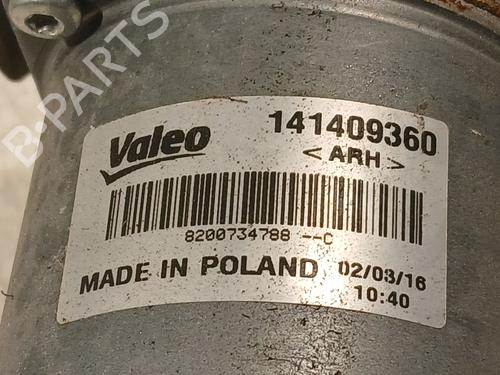 B-PARTS
Valeo
141409360
<ARH>
8200734788 --C
MADE IN POLAND
02/03/16
10:40